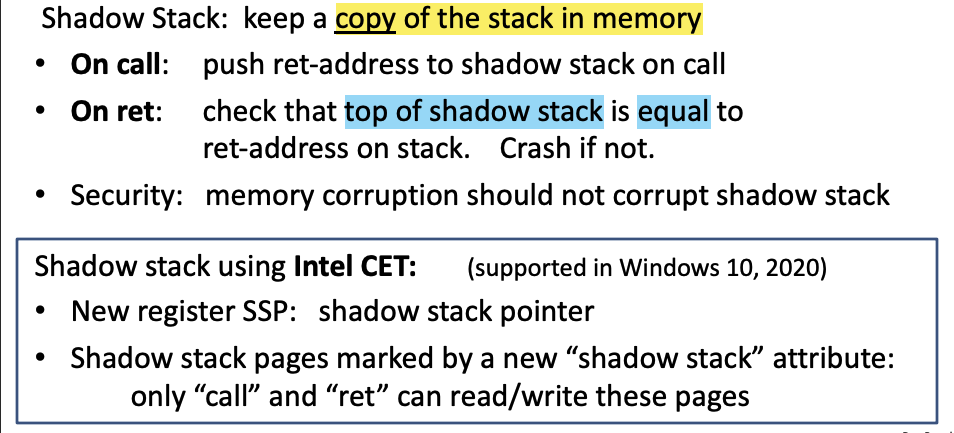 Shadow Stack: keep a copy of the stack in memory
• On call: push ret-address to shadow stack on call
• On ret: check that top of shadow stack is equal to
ret-address on stack. Crash if not.
• Security: memory corruption should not corrupt shadow stack
Shadow stack using Intel CET: (supported in Windows 10, 2020)
• New register SSP: shadow stack pointer
• Shadow stack pages marked by a new “shadow stack” attribute:
only “call” and “ret” can read/write these pages